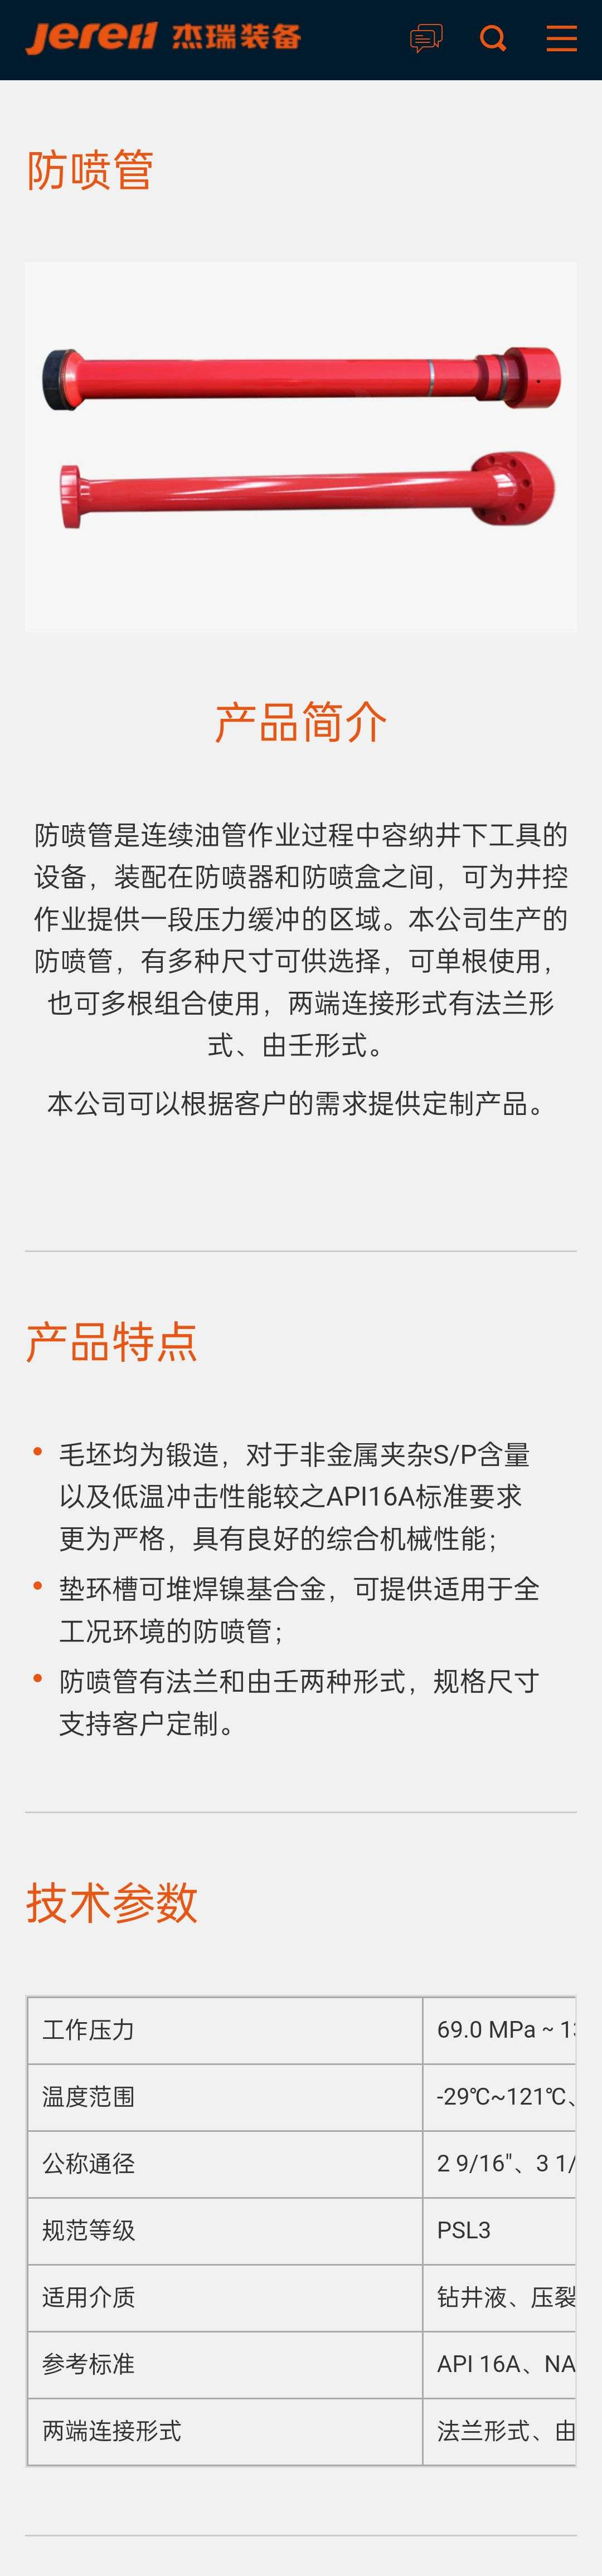 Jereh 杰瑞装备
防喷管
产品简介
防喷管是连续油管作业过程中容纳井下工具的
设备，装配在防喷器和防喷盒之间，可为井控
作业提供一段压力缓冲的区域。本公司生产的
防喷管，有多种尺寸可供选择，可单根使用，
也可多根组合使用，两端连接形式有法兰形
式、由壬形式。
本公司可以根据客户的需求提供定制产品。
产品特点
毛坯均为锻造，对于非金属夹杂S/P含量
以及低温冲击性能较之API16A标准要求
更为严格，具有良好的综合机械性能；
垫环槽可堆焊镍基合金，可提供适用于全
工况环境的防喷管；
防喷管有法兰和由壬两种形式，规格尺寸
支持客户定制。
技术参数
工作压力 69.0 MPa ~
温度范围 -29℃~121℃、
公称通径 2 9/16"、3 1/
规范等级 PSL3
适用介质 钻井液、压裂
参考标准 API 16A、NA
两端连接形式 法兰形式、由